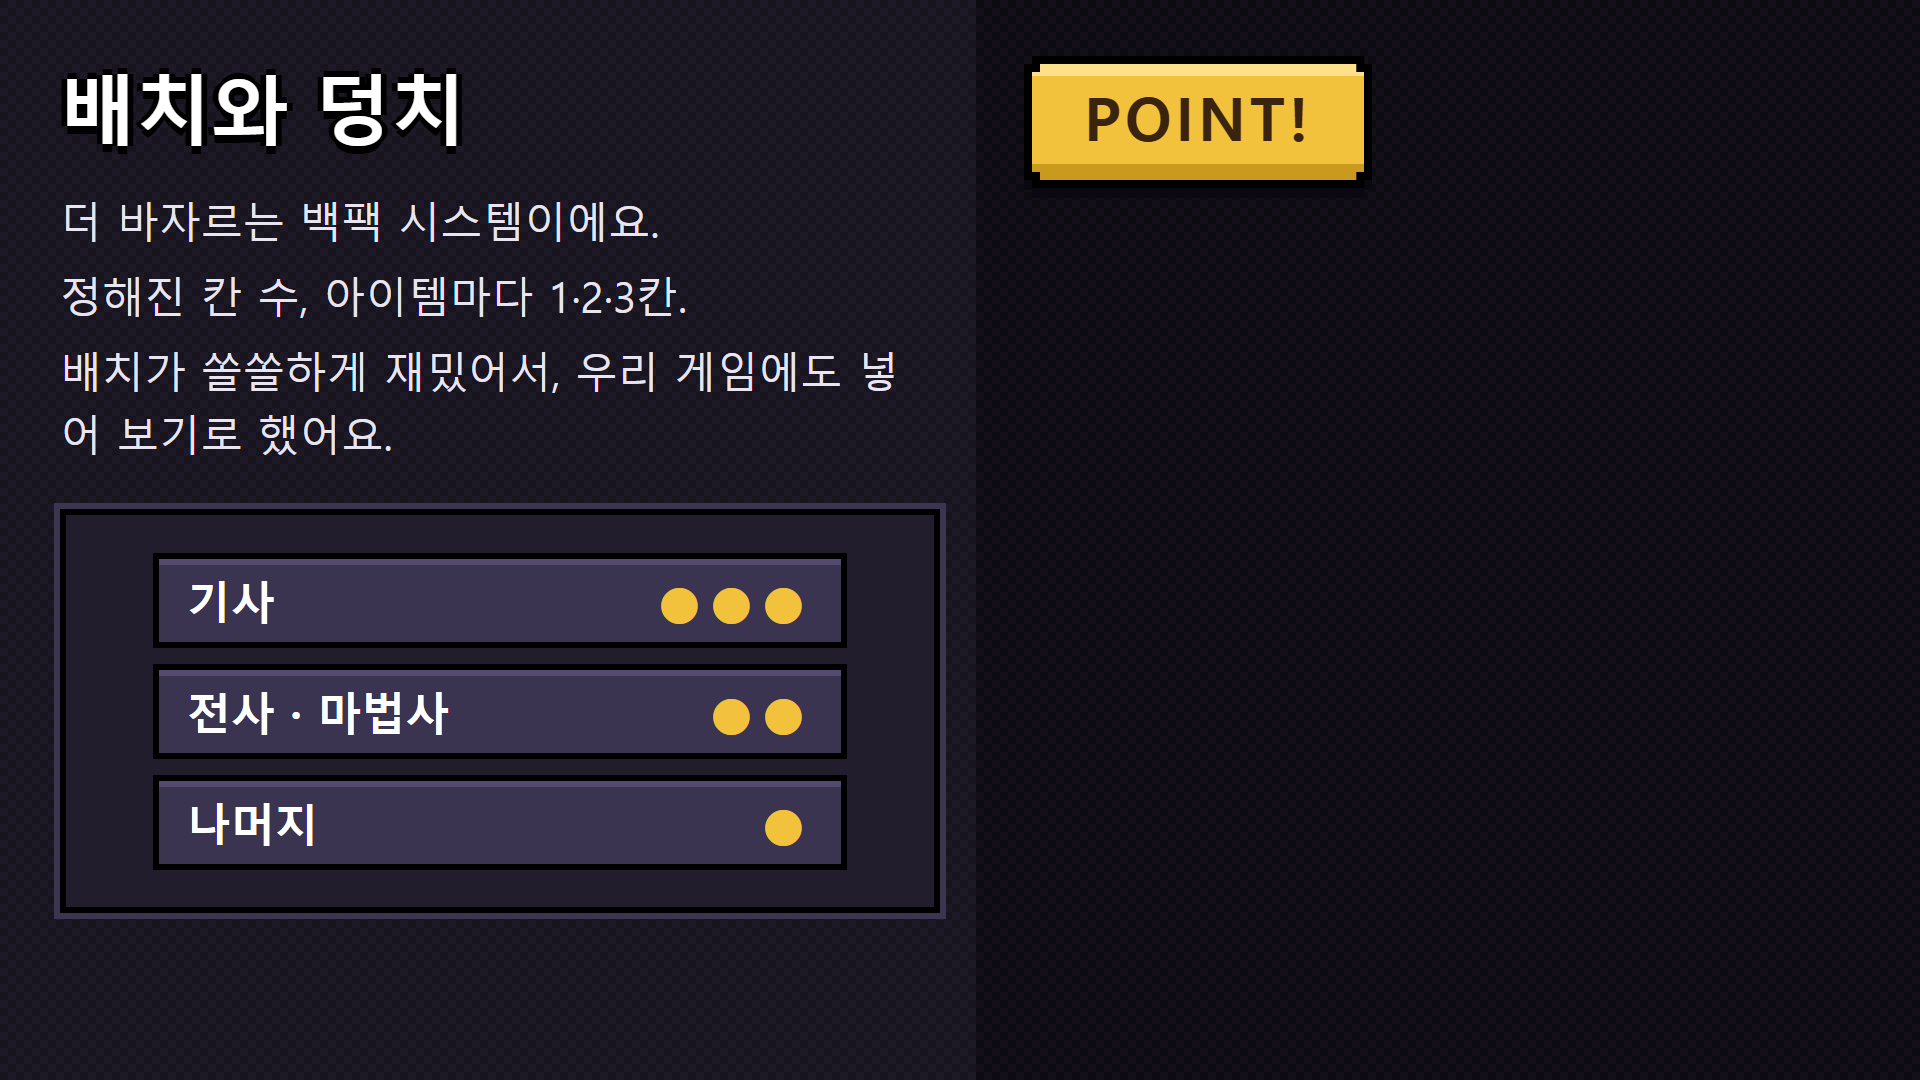 배치와 덩치
더 바자르는 백팩 시스템이에요.
정해진 칸 수, 아이템마다 1·2·3칸.
배치가 쏠쏠하게 재밌어서, 우리 게임에도 넣
어 보기로 했어요.
기사
전사 · 마법사
나머지
POINT!